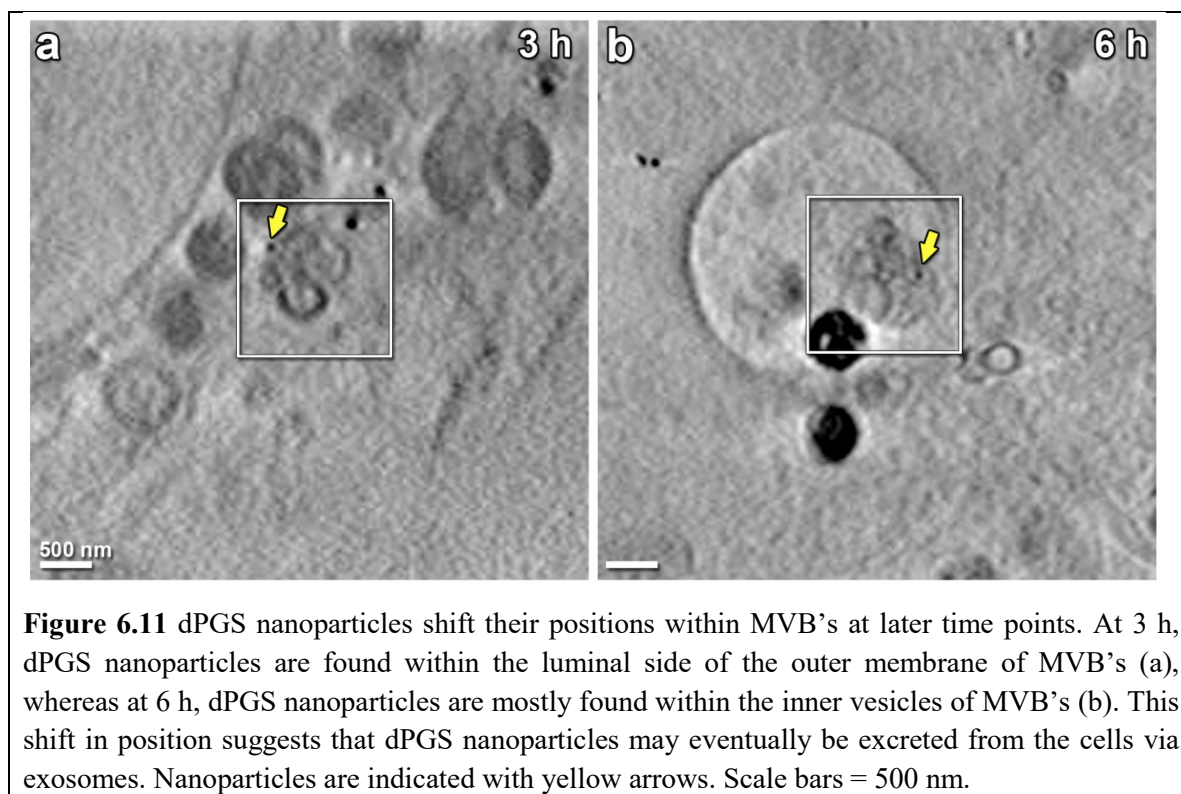 a
3 h
b
6 h
500 nm
Figure 6.11 dPGS nanoparticles shift their positions within MVB's at later time points. At 3 h,
dPGS nanoparticles are found within the luminal side of the outer membrane of MVB's (a),
whereas at 6 h, dPGS nanoparticles are mostly found within the inner vesicles of MVB's (b). This
shift in position suggests that dPGS nanoparticles may eventually be excreted from the cells via
exosomes. Nanoparticles are indicated with yellow arrows. Scale bars = 500 nm.